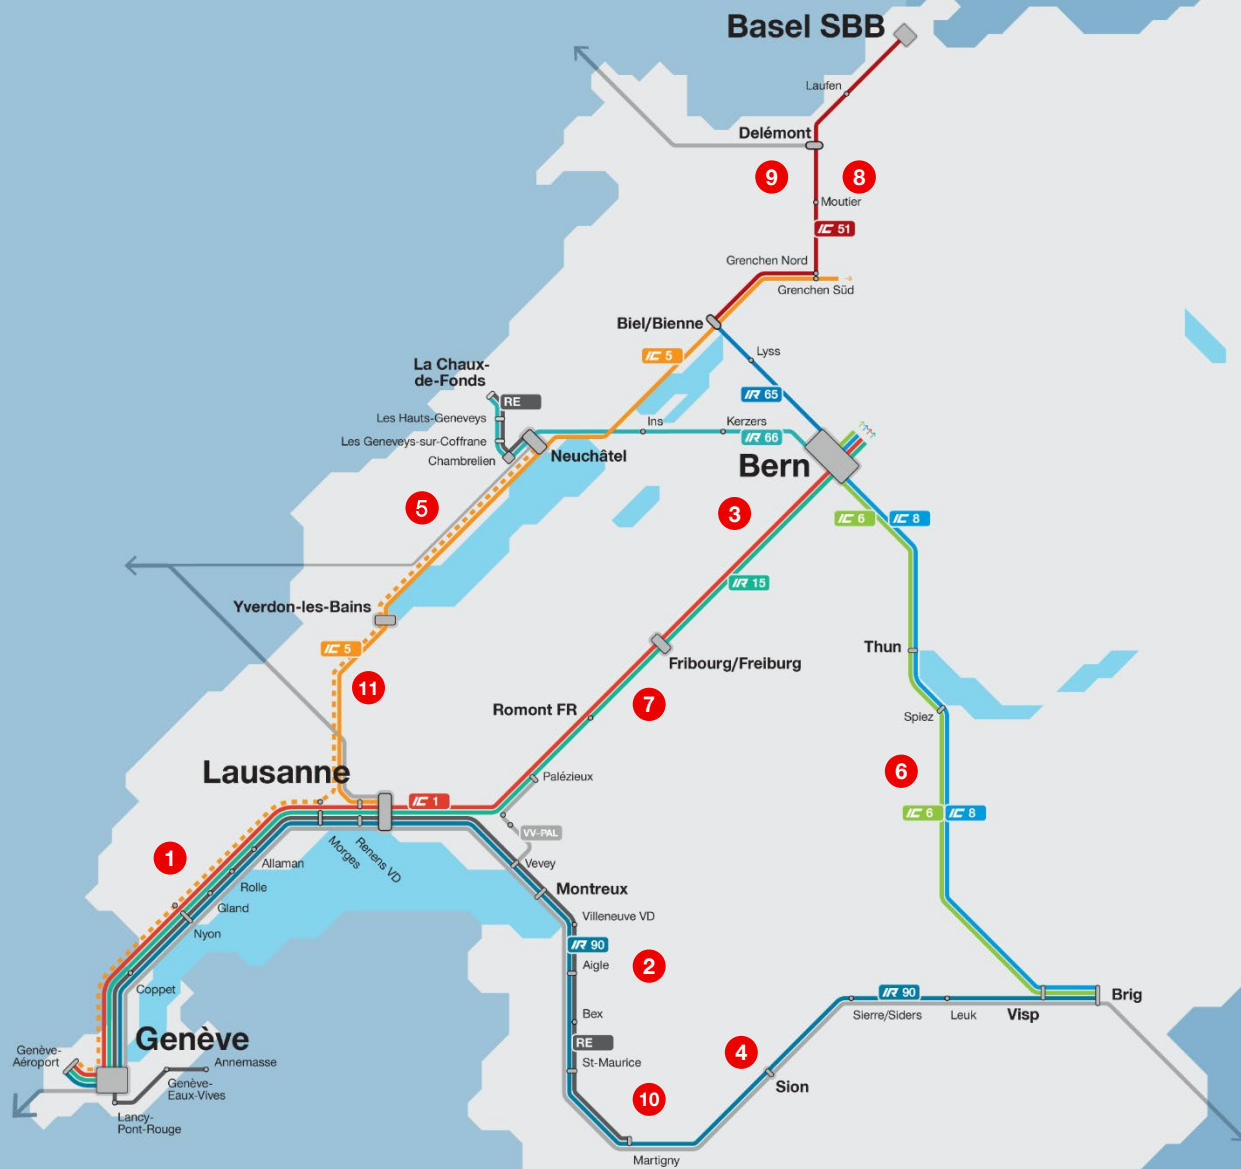 Basel SBB
Laufen
Delémont
9
8
Moutier
IC 51
Grenchen Nord
Grenchen Süd
Biel/Bienne
IC 5
Lyss
La Chaux-
de-Fonds
RE
IR 65
Les Hauts-Geneveys
Ins
Kerzers
IR 66
Les Geneveys-sur-Coffrane
Chambrelien
Neuchâtel
Bern
5
3
IC 6
IC 8
IR 15
Yverdon-les-Bains
IC 5
Thun
Fribourg/Freiburg
11
7
Romont FR
Spiez
Lausanne
Palézieux
6
IC 1
IC 6
IC 8
VV-PAL
Morges
Renens VD
1
Allaman
Vevey
Rolle
Montreux
Gland
Villeneuve VD
Nyon
IR 90
2
Aigle
Coppet
IR 90
Brig
Bex
Sierre/Siders
Leuk
Visp
Genève
RE
Genève-
Aéroport
Annemasse
St-Maurice
4
Genève-
Eaux-Vives
Sion
10
Lancy-
Pont-Rouge
Martigny